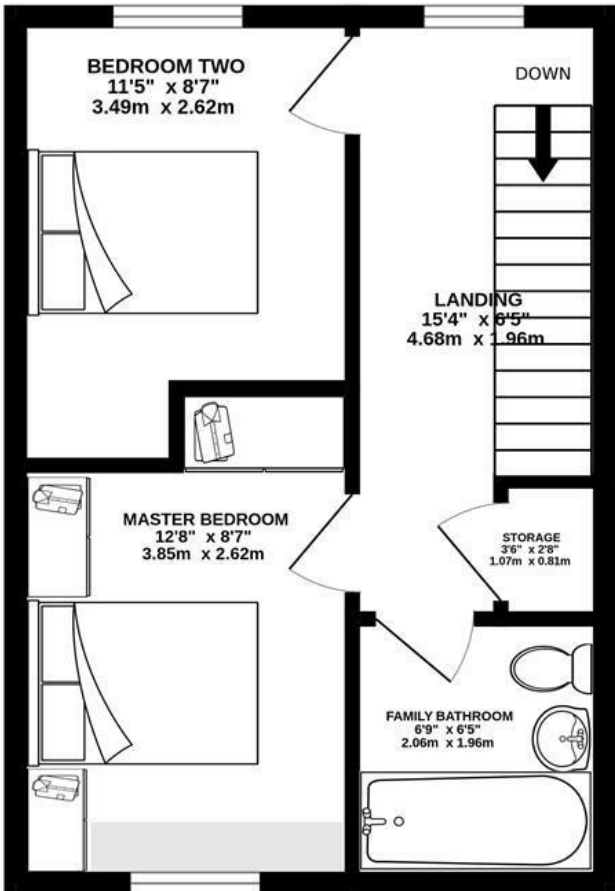 BEDROOM TWO
11'5" x 8'7"
3.49m x 2.62m
DOWN
LANDING
15'4" x 6'5"
4.68m x 1.96m
MASTER BEDROOM
12'8" x 8'7"
3.85m x 2.62m
STORAGE
3'6" x 2'8"
1.07m x 0.81m
FAMILY BATHROOM
6'9" x 6'5"
2.06m x 1.96m